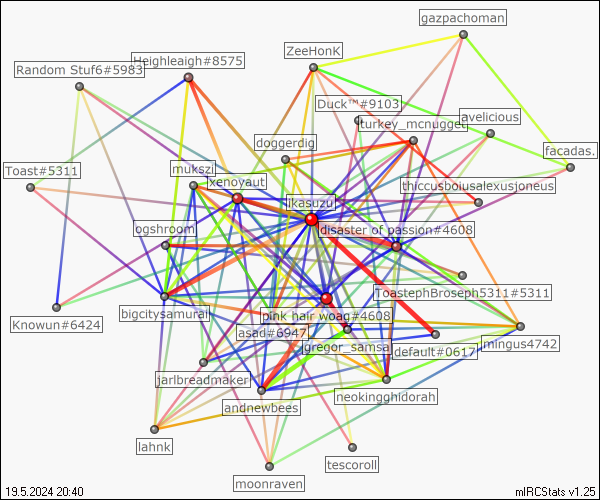 gazpachoman
ZeeHonK
Heighleaigh#8575
Random Stuf6#5983
Duck™#9103
avelicious
turkey_mcnugget
doggerdig
facadas.
Toast#5311
mukszi
xenoyaut
thiccusboiusalexusjoneus
ikasuzu
ogshroom
disaster of passion#4608
ToastephBroseph5311#5311
bigcitysamurai
pink hair woag#4608
Knowun#6424
asad#6947
gregor_samsa
mingus4742
default#0617
jarlbreadmaker
neokingghidorah
andnewbees
lahnk
tescoroll
moonraven
19.5.2024 20:40
mIRCStats v1.25